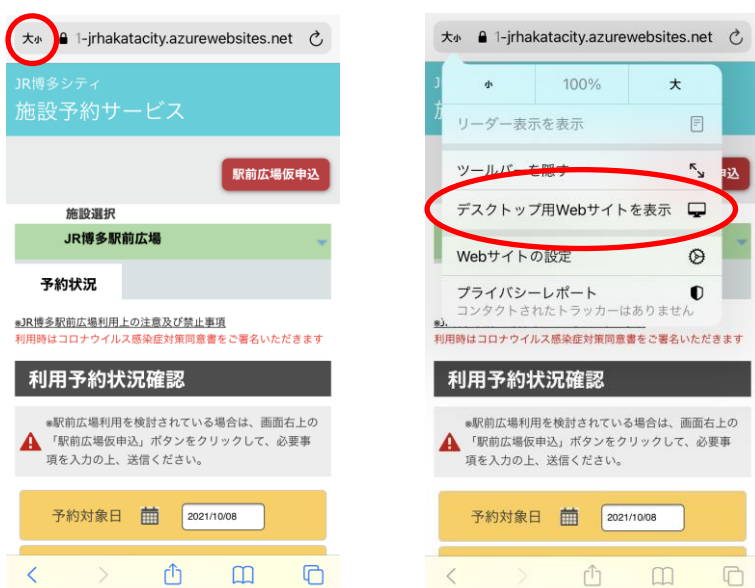 大小 1-jrhakatacity.azurewebsites.net
JR博多シティ
施設予約サービス
駅前広場仮申込
施設選択
JR博多駅前広場
予約状況
※JR博多駅前広場利用上の注意及び禁止事項
利用時はコロナウイルス感染症対策同意書をご署名いただきます
利用予約状況確認
※駅前広場利用を検討されている場合は、画面右上の
「駅前広場仮申込」ボタンをクリックして、必要事
項を入力の上、送信ください。
予約対象日 2021/10/08
大小 1-jrhakatacity.azurewebsites.net
小 100% 大
リーダー表示を表示
ツールバーを隠す
デスクトップ用Webサイトを表示
Webサイトの設定
プライバシーレポート
コンタクトされたトラッカーはありません
利用時はコロナウイルス感染症対策同意書をご署名いただきます
利用予約状況確認
※駅前広場利用を検討されている場合は、画面右上の
「駅前広場仮申込」ボタンをクリックして、必要事
項を入力の上、送信ください。
予約対象日 2021/10/08